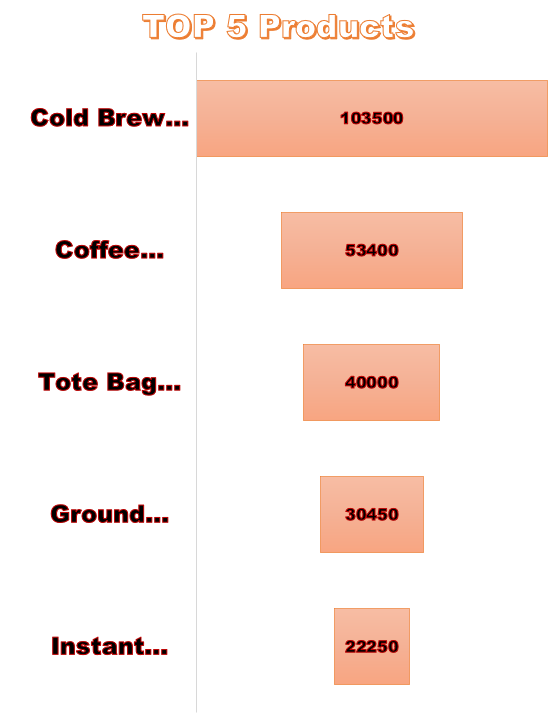 TOP 5 Products
Cold Brew...
103500
Coffee...
53400
Tote Bag...
40000
Ground...
30450
Instant...
22250